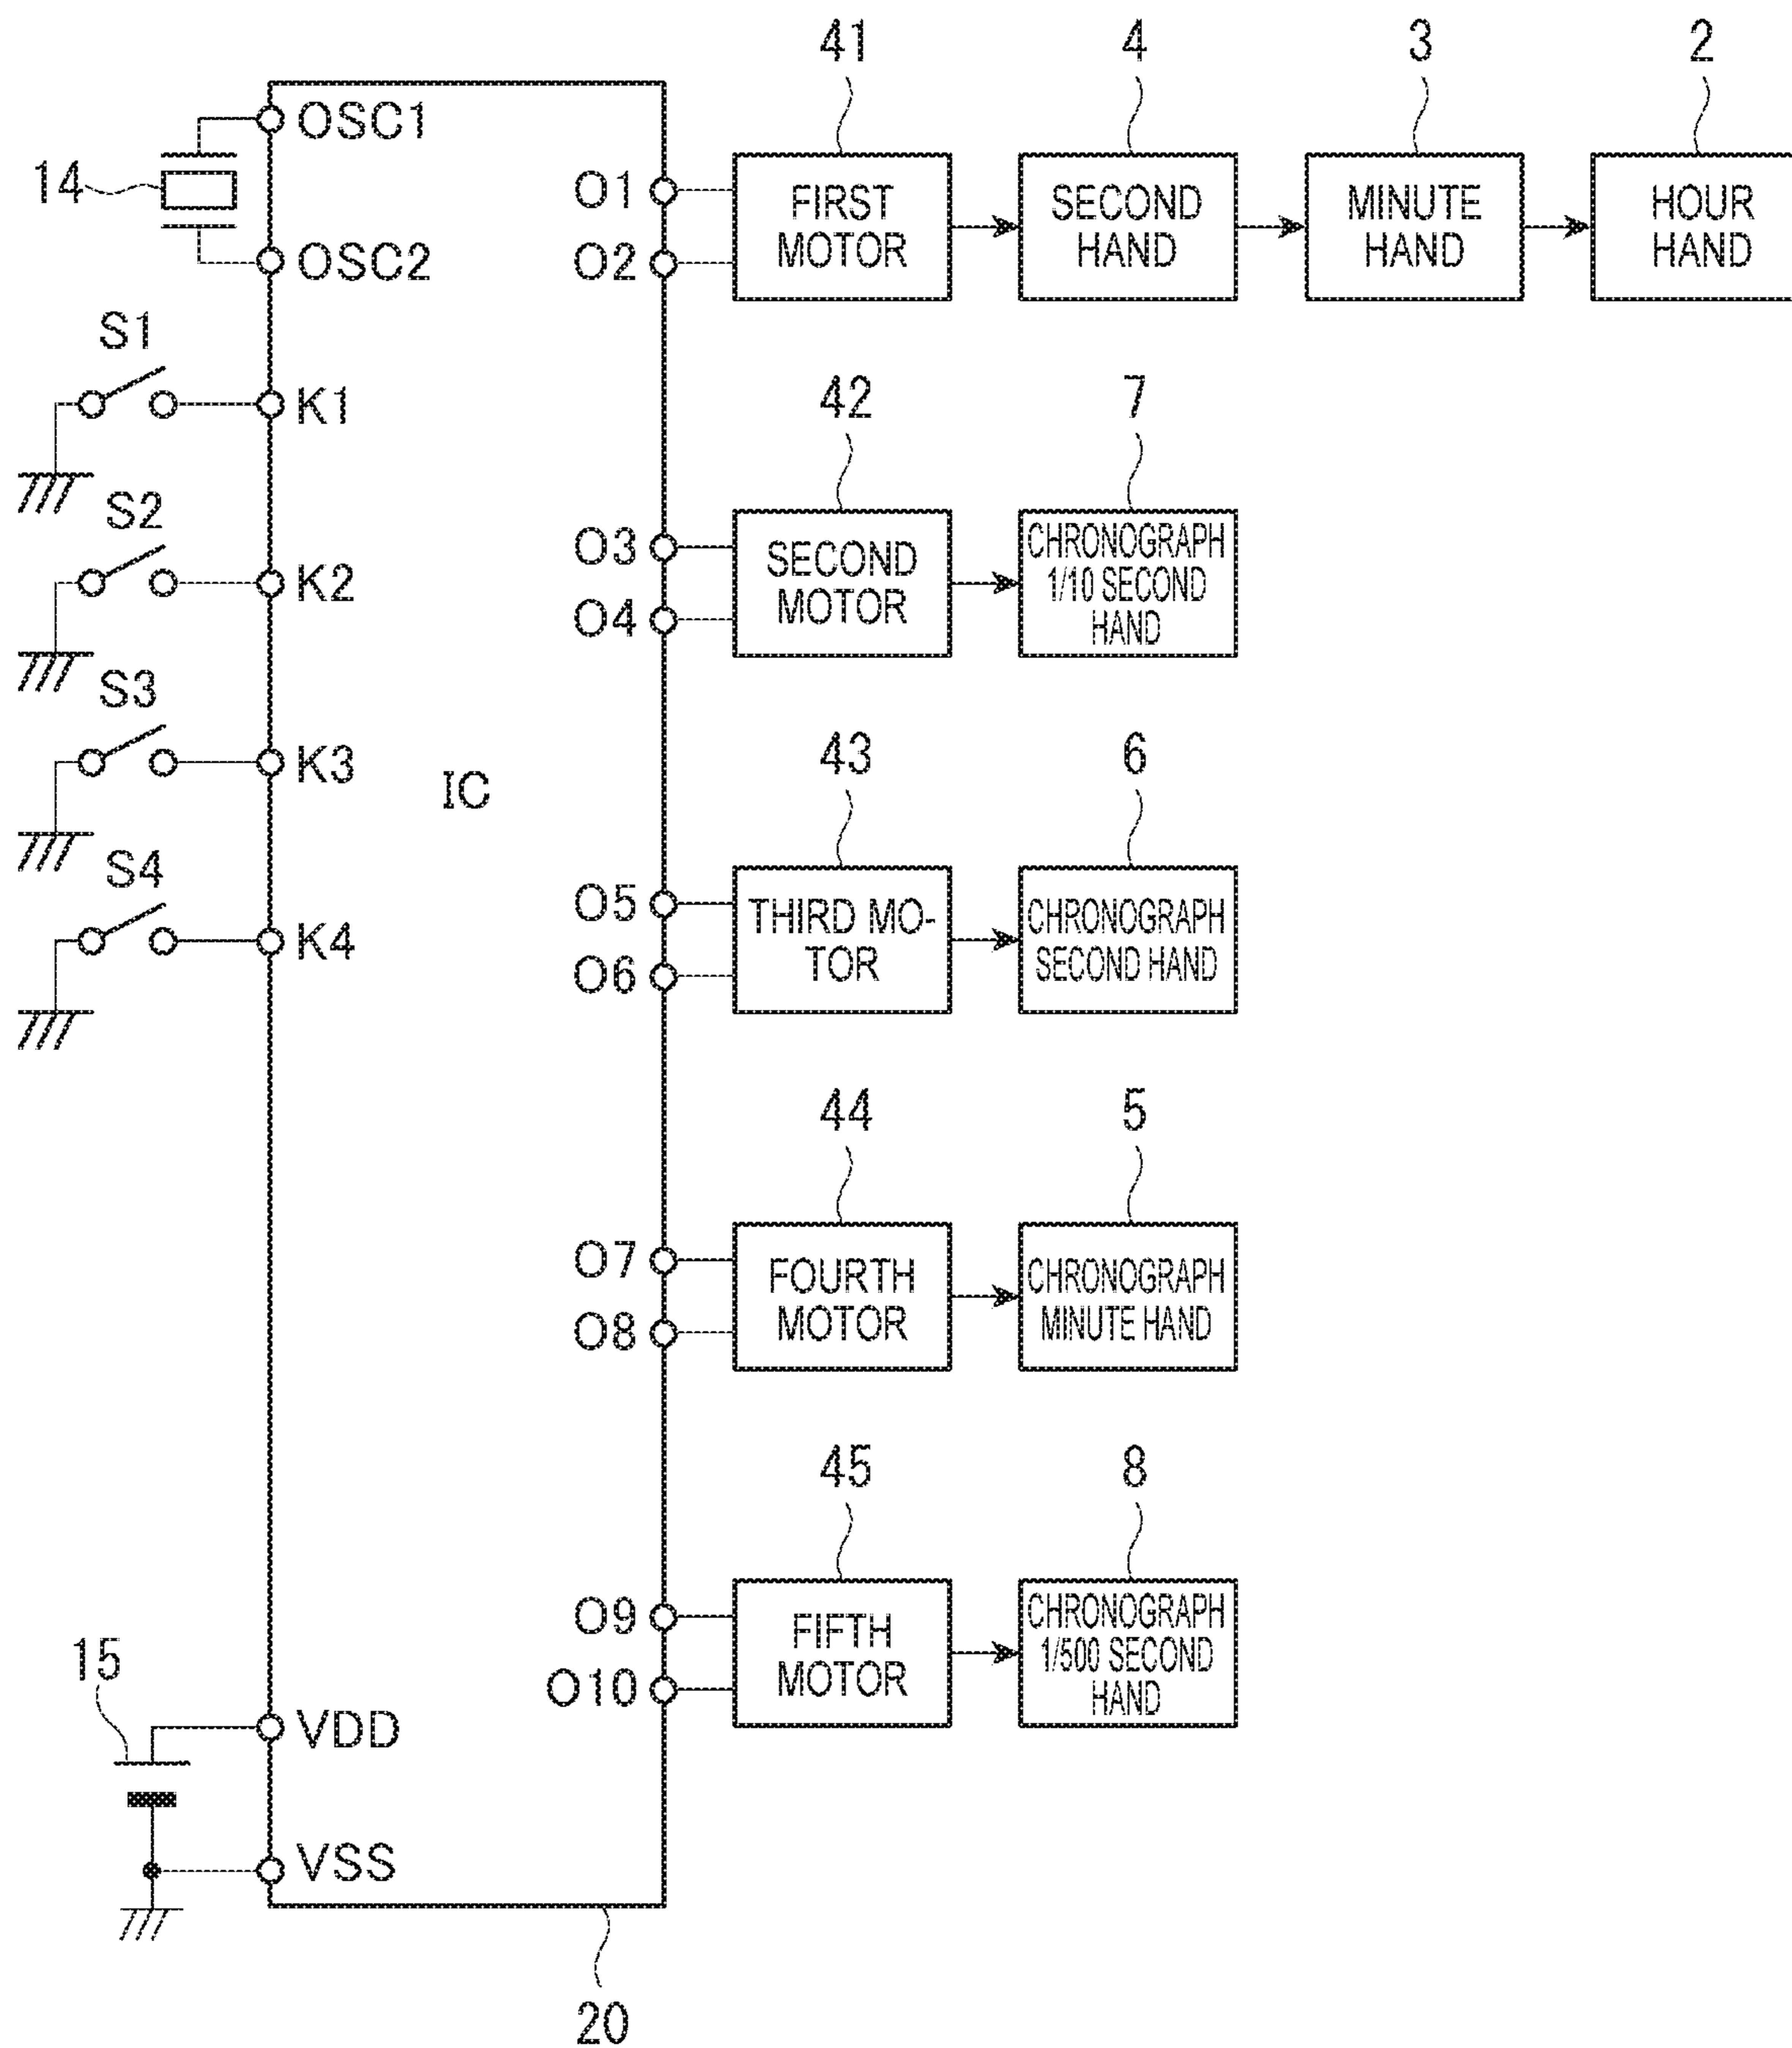 41 4 3 2
OSC1
14
OSC2
O1
O2
FIRST
MOTOR
SECOND
HAND
MINUTE
HAND
HOUR
HAND
S1
K1
42 7
S2
K2
O3
O4
SECOND
MOTOR
CHRONOGRAPH
1/10 SECOND
HAND
S3
K3
IC
43 6
S4
K4
O5
O6
THIRD MO-
TOR
CHRONOGRAPH
SECOND HAND
44 5
O7
O8
FOURTH
MOTOR
CHRONOGRAPH
MINUTE HAND
45 8
O9
O10
FIFTH
MOTOR
CHRONOGRAPH
1/500 SECOND
HAND
15
VDD
VSS
20